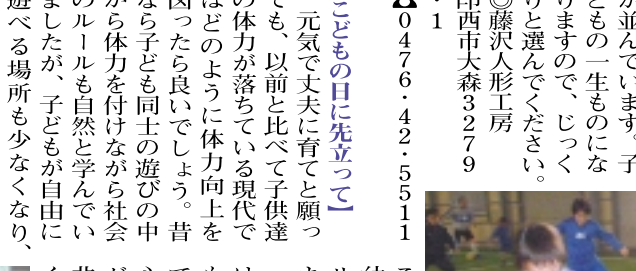 が並んでいます。子
どもの一生ものにな
りますので、じっく
りと選んでください。
◎藤沢人形工房
印西市大森3279
・1
0476・42・5511
こどもの日に先立って】
元気で丈夫に育てと願っ
ても、以前と比べて子供達
の体力が落ちている現代で
はどのように体力向上を
図ったら良いでしょう。昔
なら子ども同士の遊びの中
から体力を付けながら社会
のルールも自然と学んでい
ましたが、子どもが自由に
遊べる場所も少なくなり、